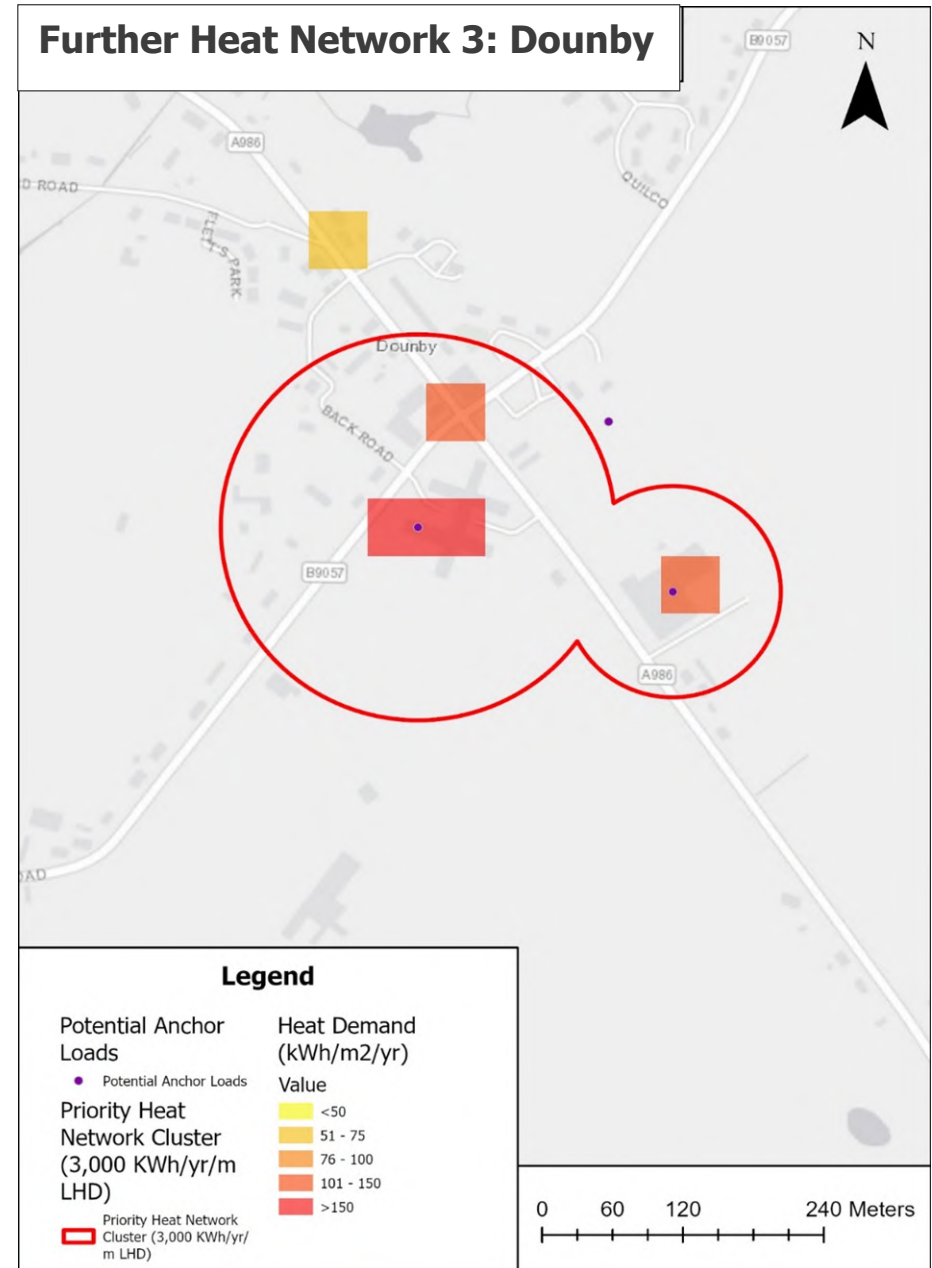 Further Heat Network 3: Dounby
B9057
N
A986
D ROAD
QUILCO
FLETT'S PARK
Dounby
BACK ROAD
B9057
A986
OAD
Legend
Potential Anchor
Loads
Potential Anchor Loads
Priority Heat
Network Cluster
(3,000 KWh/yr/m
LHD)
Priority Heat Network
Cluster (3,000 KWh/yr/
m LHD)
Heat Demand
(kWh/m2/yr)
Value
<50
51 - 75
76 - 100
101 - 150
>150
0 60 120 240 Meters